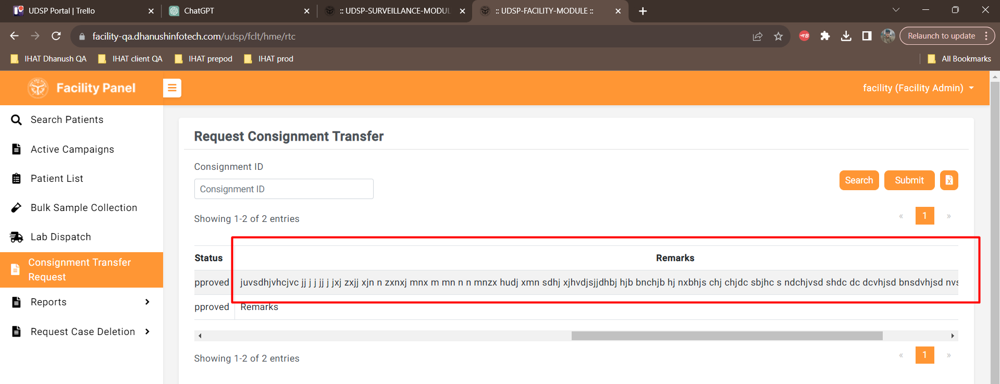 UDSP Portal | Trello
ChatGPT
:: UDSP-SURVEILLANCE-MODUL
:: UDSP-FACILITY-MODULE ::
facility-qa.dhanushinfotech.com/udsp/fclt/hme/rtc
Relaunch to update
IHAT Dhanush QA
IHAT client QA
IHAT prepod
IHAT prod
All Bookmarks
Facility Panel
facility (Facility Admin)
Search Patients
Active Campaigns
Patient List
Bulk Sample Collection
Lab Dispatch
Consignment Transfer
Request
Reports
Request Case Deletion
Request Consignment Transfer
Consignment ID
Consignment ID
Search
Submit
Showing 1-2 of 2 entries
« 1 »
Status Remarks
pproved juvsdhjvhcjvc jj j j jj j jxj zxjj xjn n zxnxj mnx m mn n n mnzx hudj xmn sdhj xjhvdjsjjdhbj hjb bnchjb hj nxbhjs chj chjdc sbjhc s ndchjvsd shdc dc dcvhjsd bnsdvhjsd nvs
pproved Remarks
Showing 1-2 of 2 entries
« 1 »